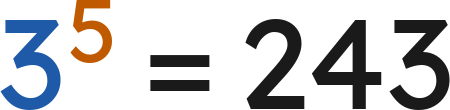 3⁵ = 243